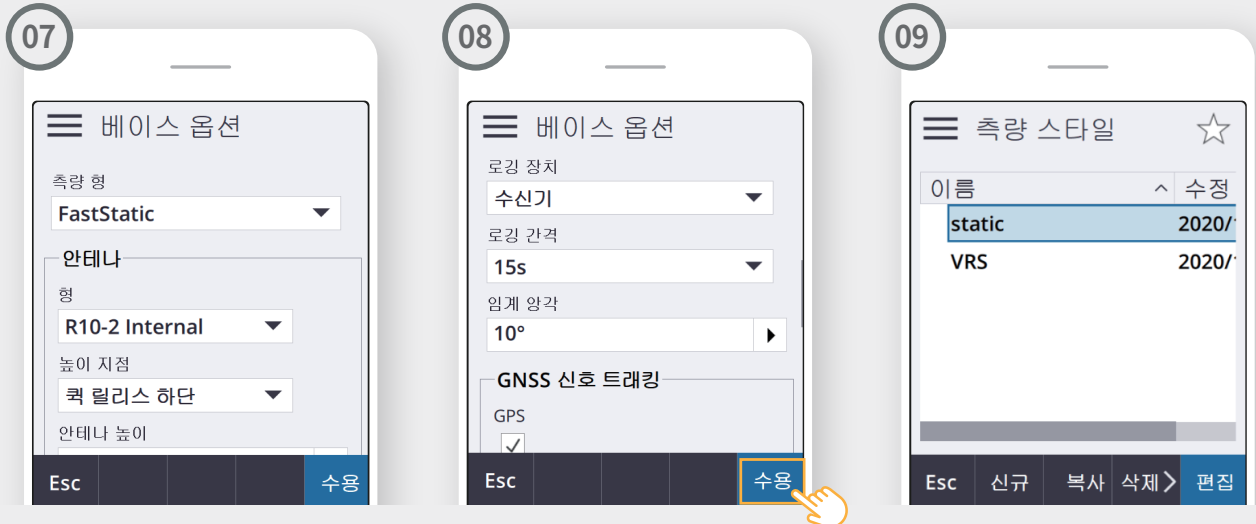 07
베이스 옵션
측량 형
FastStatic
안테나
형
R10-2 Internal
높이 지점
퀵 릴리스 하단
안테나 높이
Esc 수용
08
베이스 옵션
로깅 장치
수신기
로깅 간격
15s
임계 앙각
10°
GNSS 신호 트래킹
GPS
Esc 수용
09
측량 스타일
이름 수정
static 2020/
VRS 2020/
Esc 신규 복사 삭제 편집